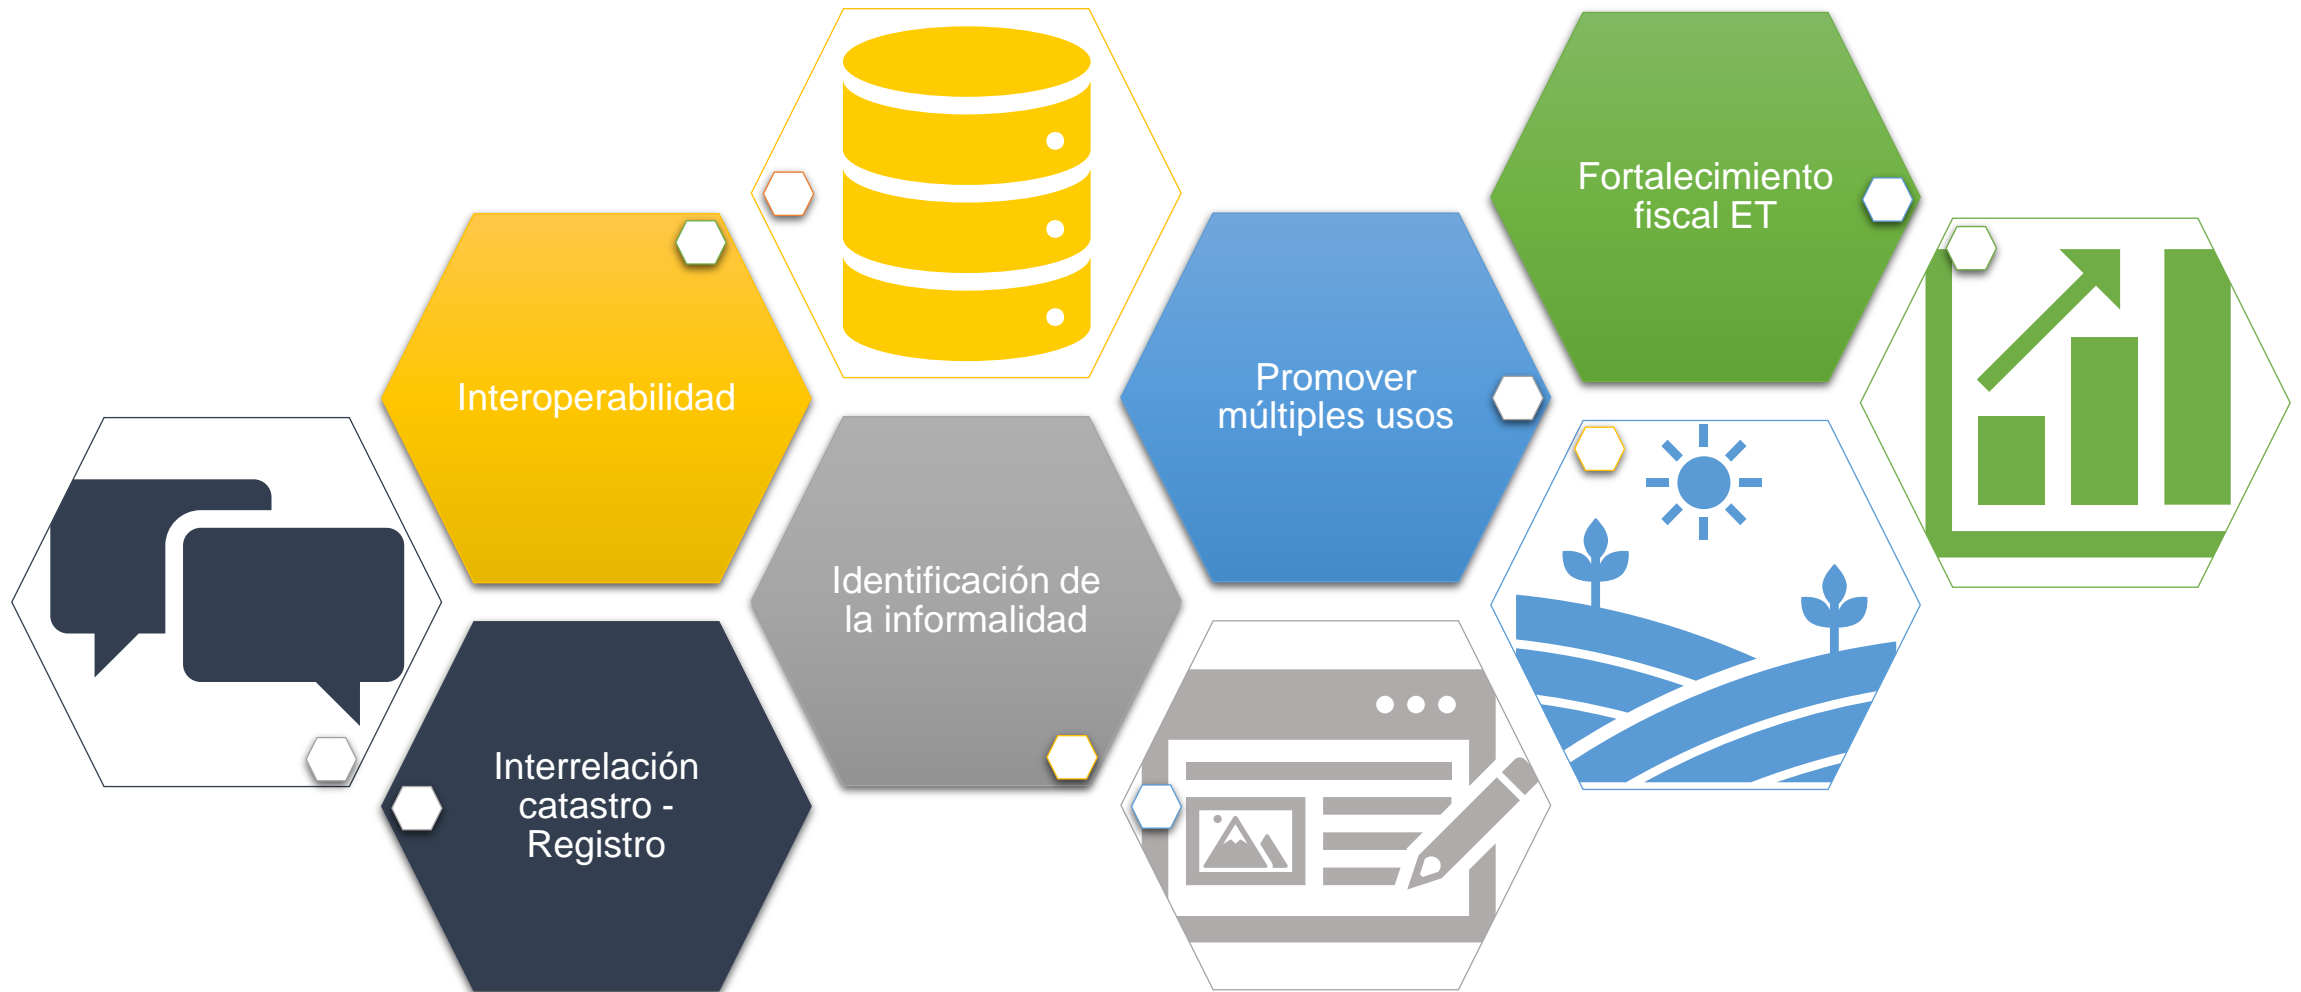 Interoperabilidad
Interrelación
catastro -
Registro
Identificación de
la informalidad
Promover
múltiples usos
Fortalecimiento
fiscal ET